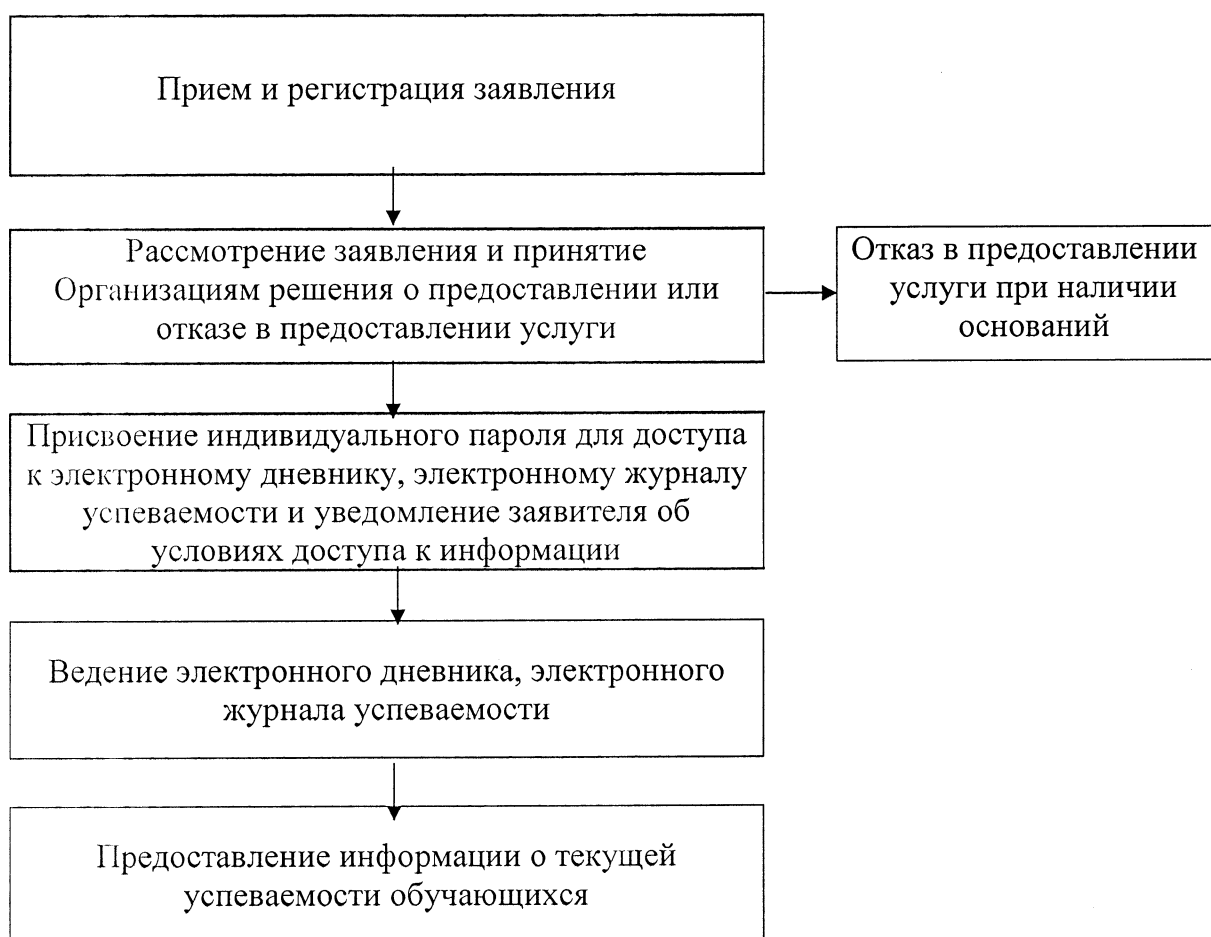 Прием и регистрация заявления
Рассмотрение заявления и принятие
Организациям решения о предоставлении или
отказе в предоставлении услуги
Отказ в предоставлении
услуги при наличии
оснований
Присвоение индивидуального пароля для доступа
к электронному дневнику, электронному журналу
успеваемости и уведомление заявителя об
условиях доступа к информации
Ведение электронного дневника, электронного
журнала успеваемости
Предоставление информации о текущей
успеваемости обучающихся